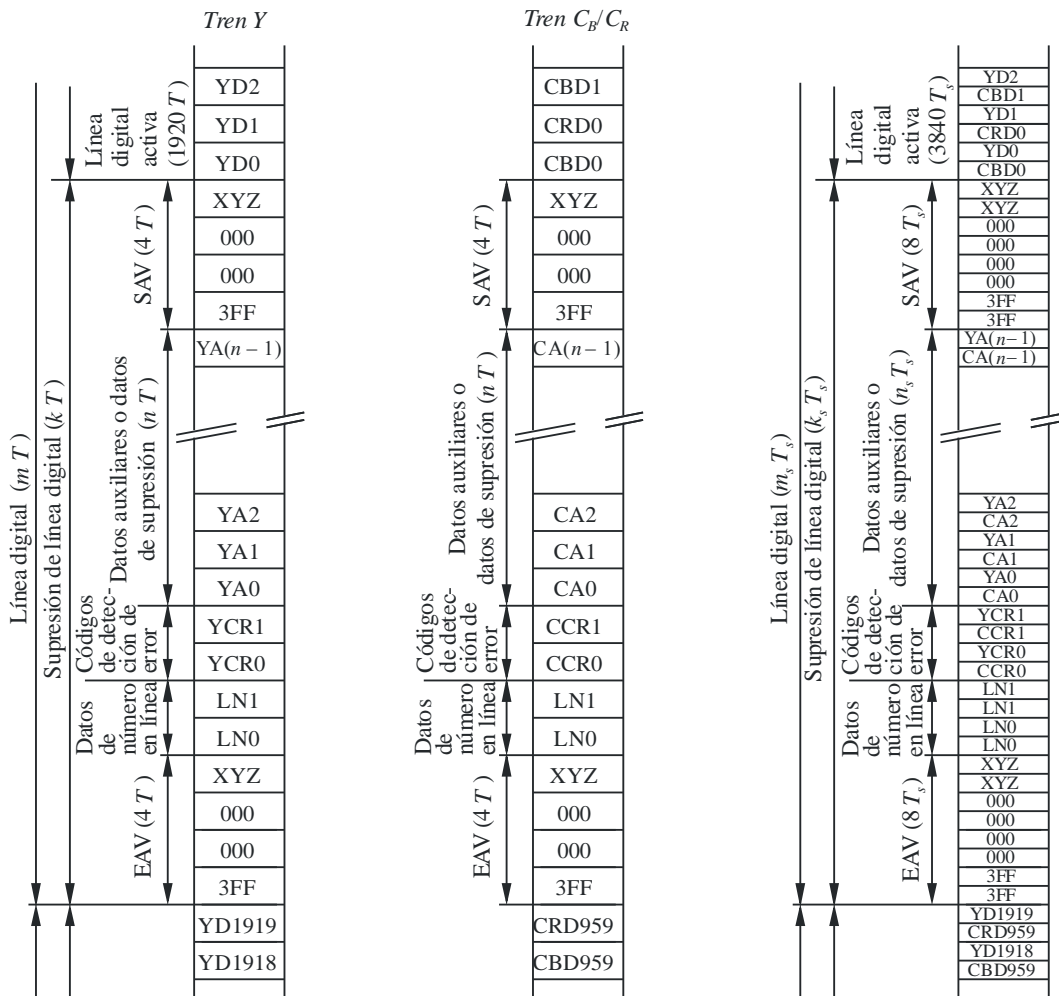 Tren Y
Línea digital (m T)
Supresión de línea digital (k T)
Línea
digital
activa
(1920 T)
SAV (4 T)
Datos auxiliares o datos
de supresión (n T)
Códigos
de detec-
ción de
error
Datos
de
número
en línea
EAV (4 T)
YD2
YD1
YD0
XYZ
000
000
3FF
YA(n – 1)
YA2
YA1
YA0
YCR1
YCR0
LN1
LN0
XYZ
000
000
3FF
YD1919
YD1918
Tren C_B/C_R
SAV (4 T)
Datos auxiliares o
datos de supresión (n T)
Códigos
de detec-
ción de
error
Datos
de
número
en línea
EAV (4 T)
CBD1
CRD0
CBD0
XYZ
000
000
3FF
CA(n – 1)
CA2
CA1
CA0
CCR1
CCR0
LN1
LN0
XYZ
000
000
3FF
CRD959
CBD959
Línea digital (m_s T_s)
Supresión de línea digital (k_s T_s)
Línea
digital
activa
(3840 T_s)
SAV (8 T_s)
Datos auxiliares o
datos de supresión (n_s T_s)
Códigos
de detec-
ción de
error
Datos
de
número
en línea
EAV (8 T_s)
YD2
CBD1
YD1
CRD0
YD0
CBD0
XYZ
XYZ
000
000
000
000
3FF
3FF
YA(n – 1)
CA(n – 1)
YA2
CA2
YA1
CA1
YA0
CA0
YCR1
CCR1
YCR0
CCR0
LN1
LN1
LN0
LN0
XYZ
XYZ
000
000
000
000
3FF
3FF
YD1919
CRD959
YD1918
CBD959